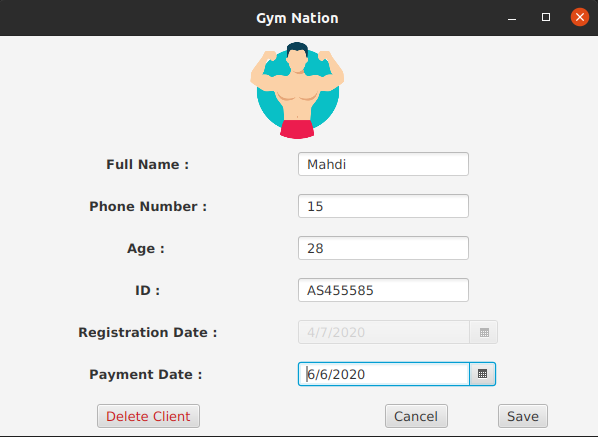 Gym Nation
Full Name : Mahdi
Phone Number : 15
Age : 28
ID : AS455585
Registration Date : 4/7/2020
Payment Date : 6/6/2020
Delete Client Cancel Save